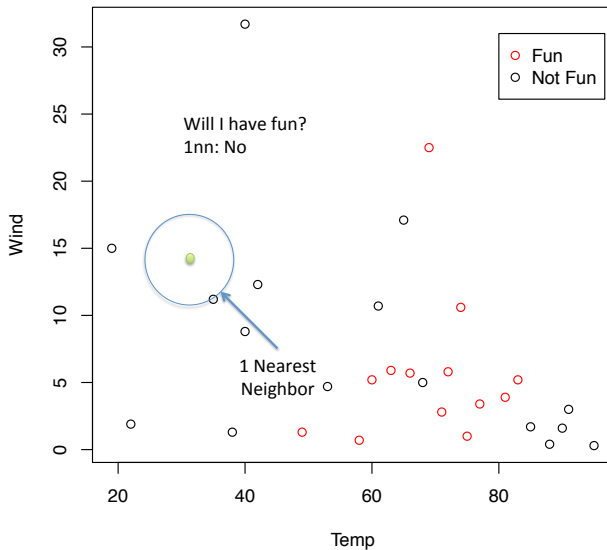 30
25
20
15
10
5
0
Wind
Fun
Not Fun
Will I have fun?
1nn: No
1 Nearest
Neighbor
20 40 60 80
Temp